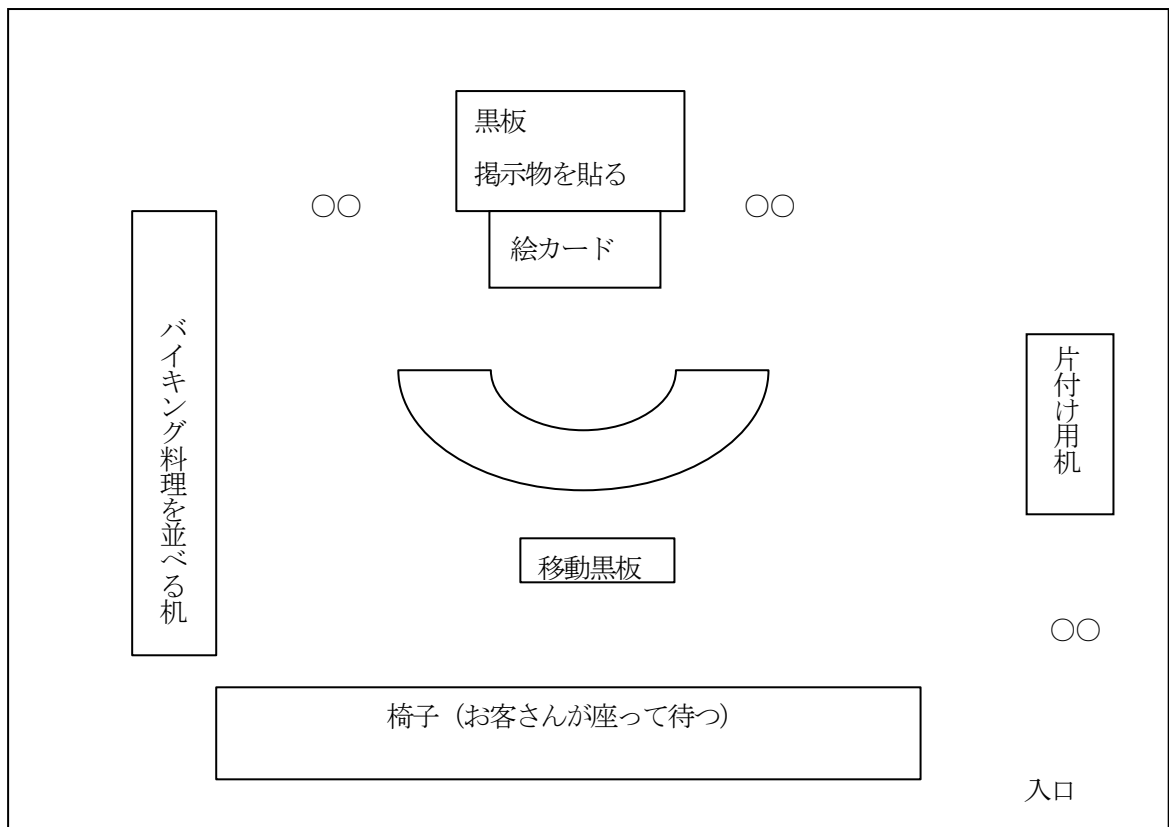 黒板
掲示物を貼る
○○
○○
絵カード
バイキング料理を並べる机
片付け用机
移動黒板
○○
椅子（お客さんが座って待つ）
入口